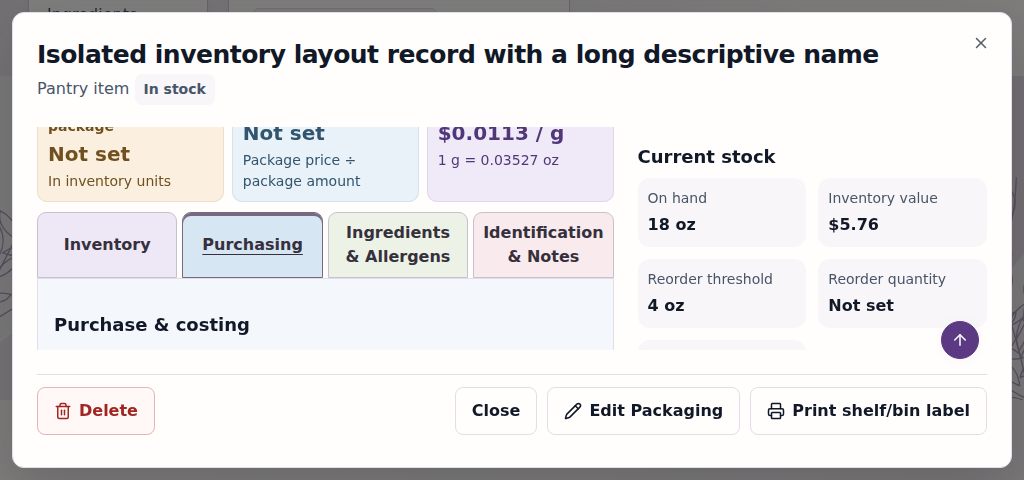 Ingredients
Isolated inventory layout record with a long descriptive name
Pantry item
In stock
package
Not set
In inventory units
Not set
Package price ÷
package amount
$0.0113 / g
1 g = 0.03527 oz
Inventory
Purchasing
Ingredients
& Allergens
Identification
& Notes
Purchase & costing
Current stock
On hand
18 oz
Inventory value
$5.76
Reorder threshold
4 oz
Reorder quantity
Not set
Delete
Close
Edit Packaging
Print shelf/bin label